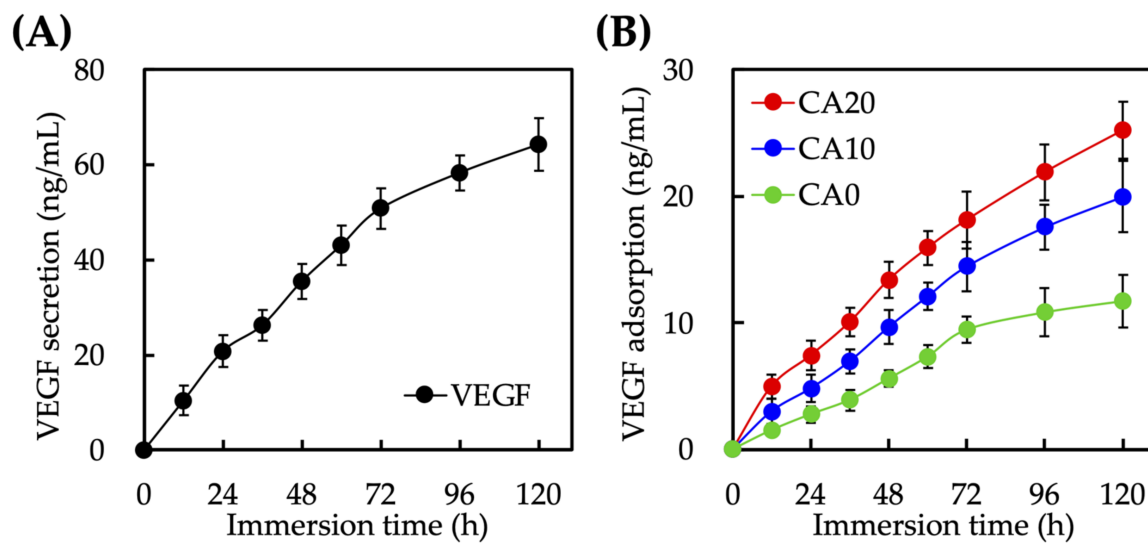 (A)
80
60
40
20
0
VEGF secretion (ng/mL)
VEGF
0 24 48 72 96 120
Immersion time (h)
(B)
30
20
10
0
VEGF adsorption (ng/mL)
CA20
CA10
CA0
0 24 48 72 96 120
Immersion time (h)